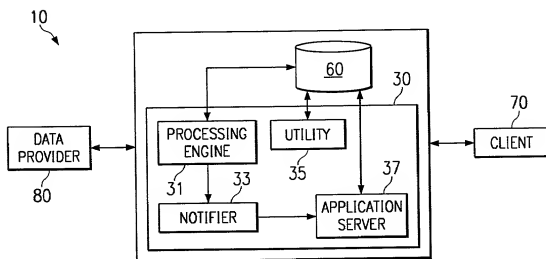 10
60
30
DATA
PROVIDER
80
PROCESSING
ENGINE
31
UTILITY
35
70
CLIENT
33
NOTIFIER
37
APPLICATION
SERVER